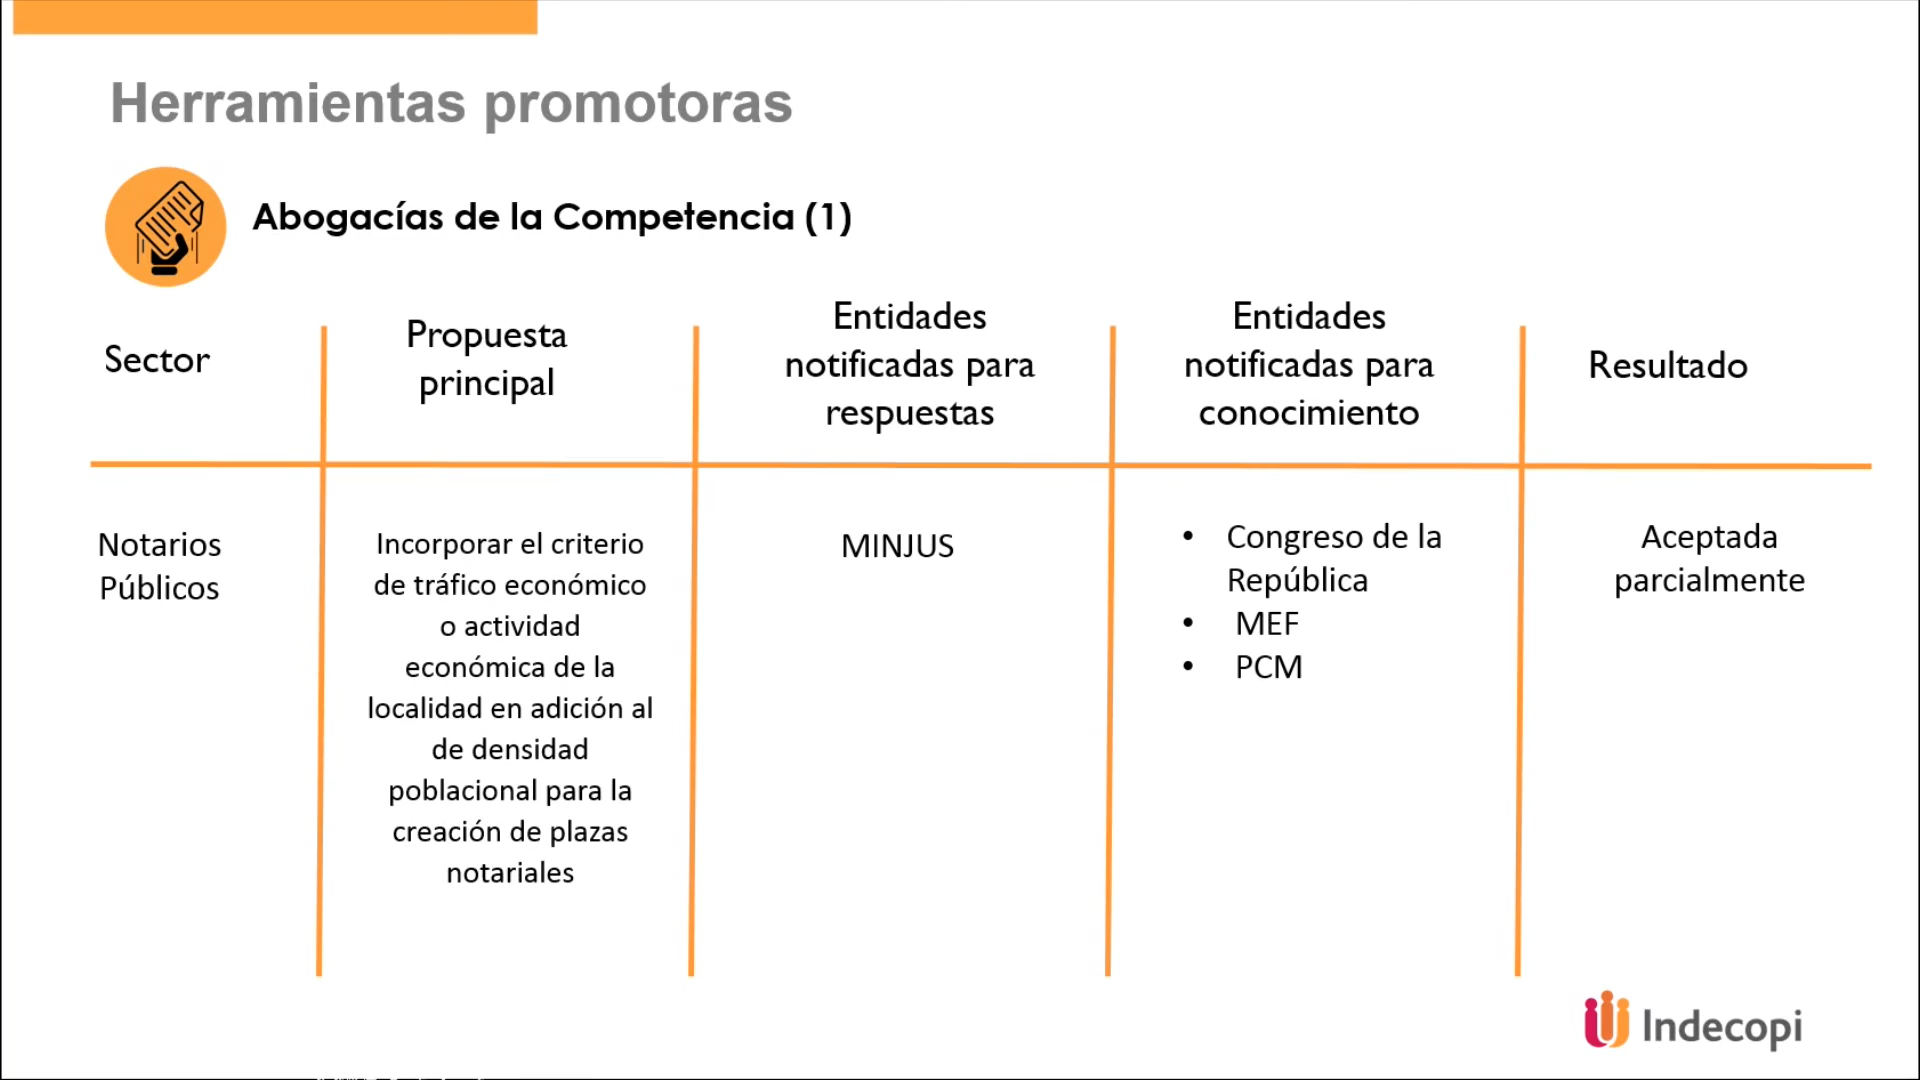 Herramientas promotoras
Abogacías de la Competencia (1)
Sector
Propuesta
principal
Entidades
notificadas para
respuestas
Entidades
notificadas para
conocimiento
Resultado
Notarios
Públicos
Incorporar el criterio
de tráfico económico
o actividad
económica de la
localidad en adición al
de densidad
poblacional para la
creación de plazas
notariales
MINJUS
• Congreso de la
República
• MEF
• PCM
Aceptada
parcialmente
Indecopi